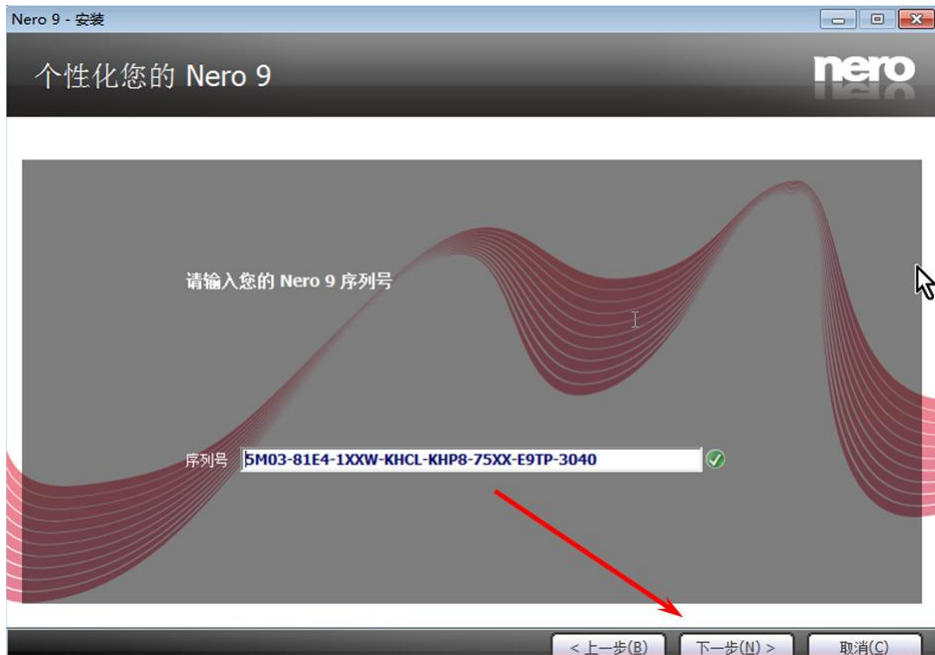 Nero 9 - 安装
个性化您的 Nero 9
nero
请输入您的 Nero 9 序列号
序列号 5M03-81E4-1XXW-KHCL-KHP8-75XX-E9TP-3040
< 上一步(B) 下一步(N) > 取消(C)